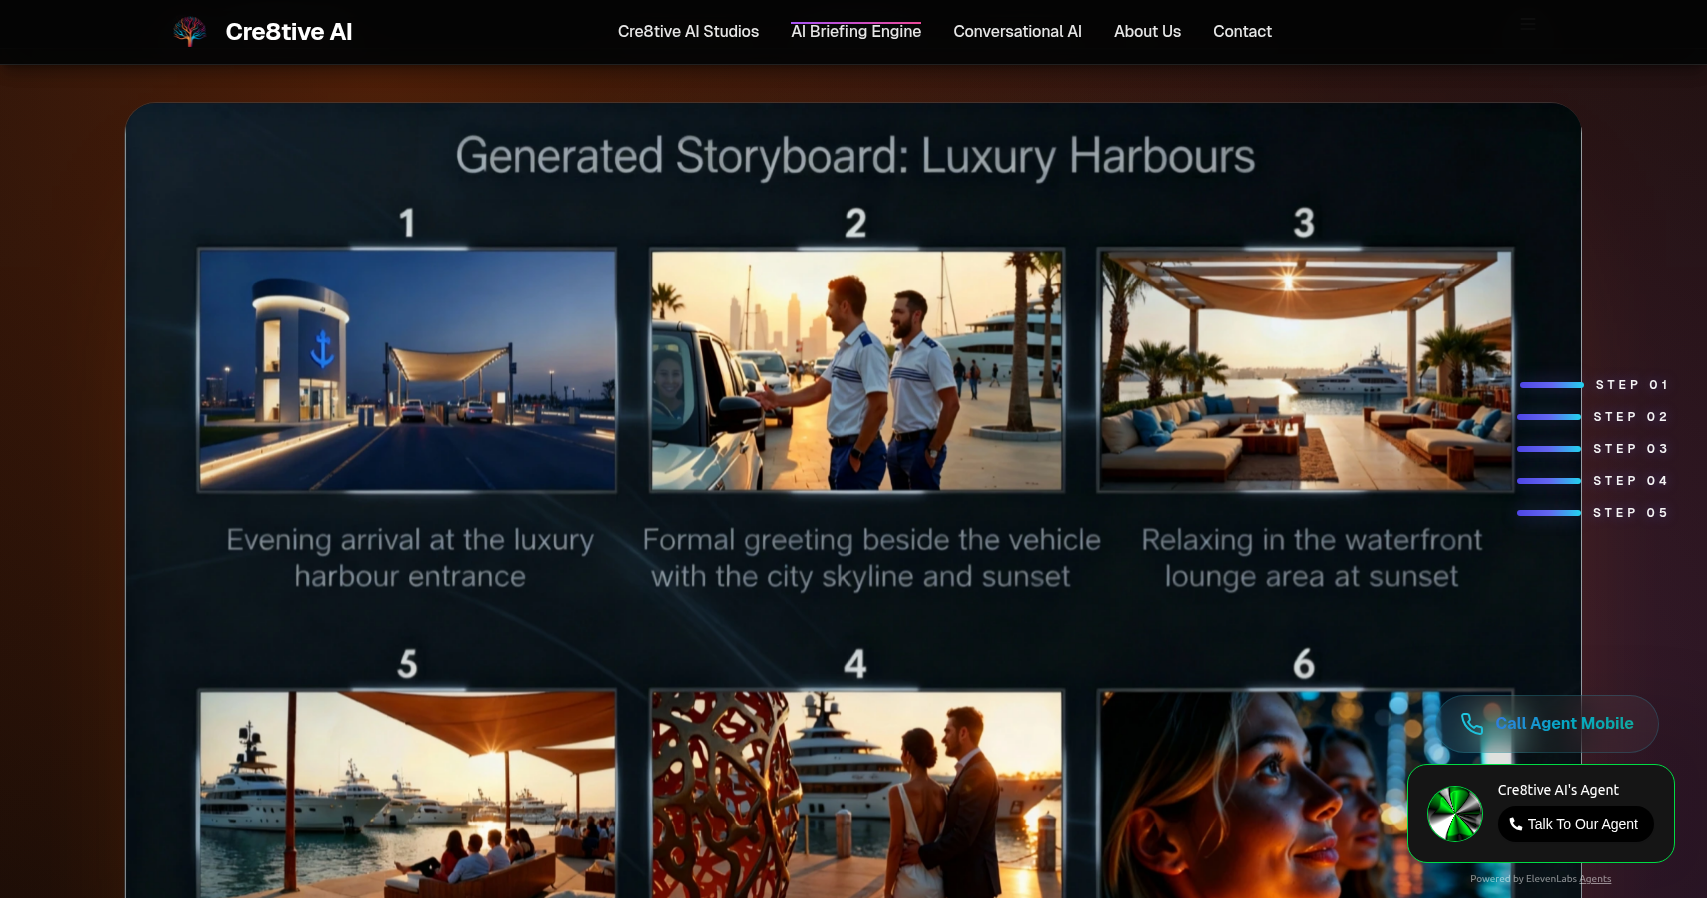 Cre8tive AI
Cre8tive AI Studios
AI Briefing Engine
Conversational AI
About Us
Contact
Generated Storyboard: Luxury Harbours
1
2
3
Evening arrival at the luxury
harbour entrance
Formal greeting beside the vehicle
with the city skyline and sunset
Relaxing in the waterfront
lounge area at sunset
STEP 01
STEP 02
STEP 03
STEP 04
STEP 05
5
4
6
Call Agent Mobile
Cre8tive AI's Agent
Talk To Our Agent
Powered by ElevenLabs Agents